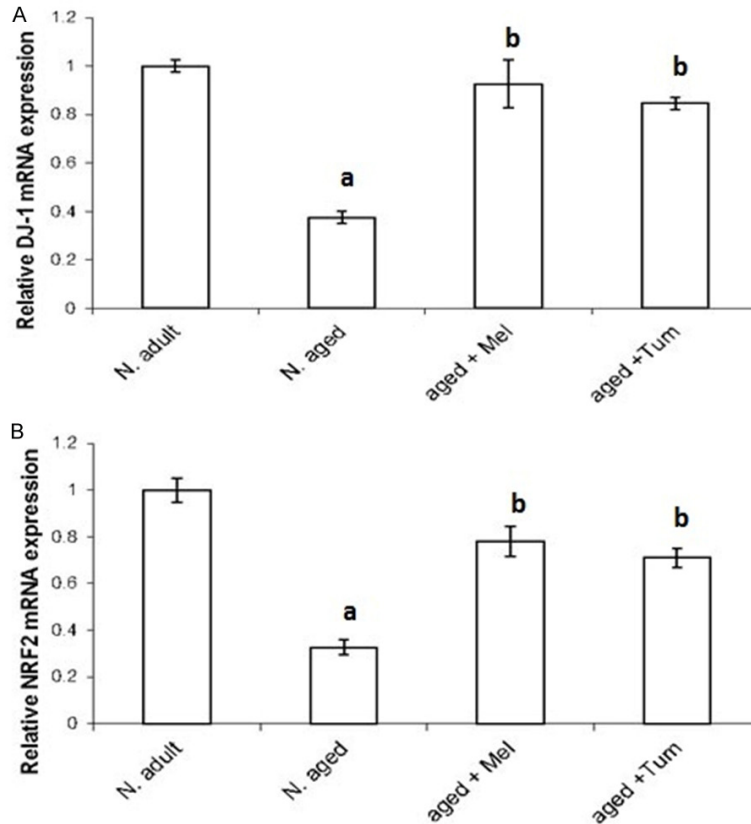 A
Relative DJ-1 mRNA expression
1.2
1
0.8
0.6
0.4
0.2
0
a
b
b
N. adult
N. aged
aged + Mel
aged +Tum
B
Relative NRF2 mRNA expression
1.2
1
0.8
0.6
0.4
0.2
0
a
b
b
N. adult
N. aged
aged + Mel
aged +Tum